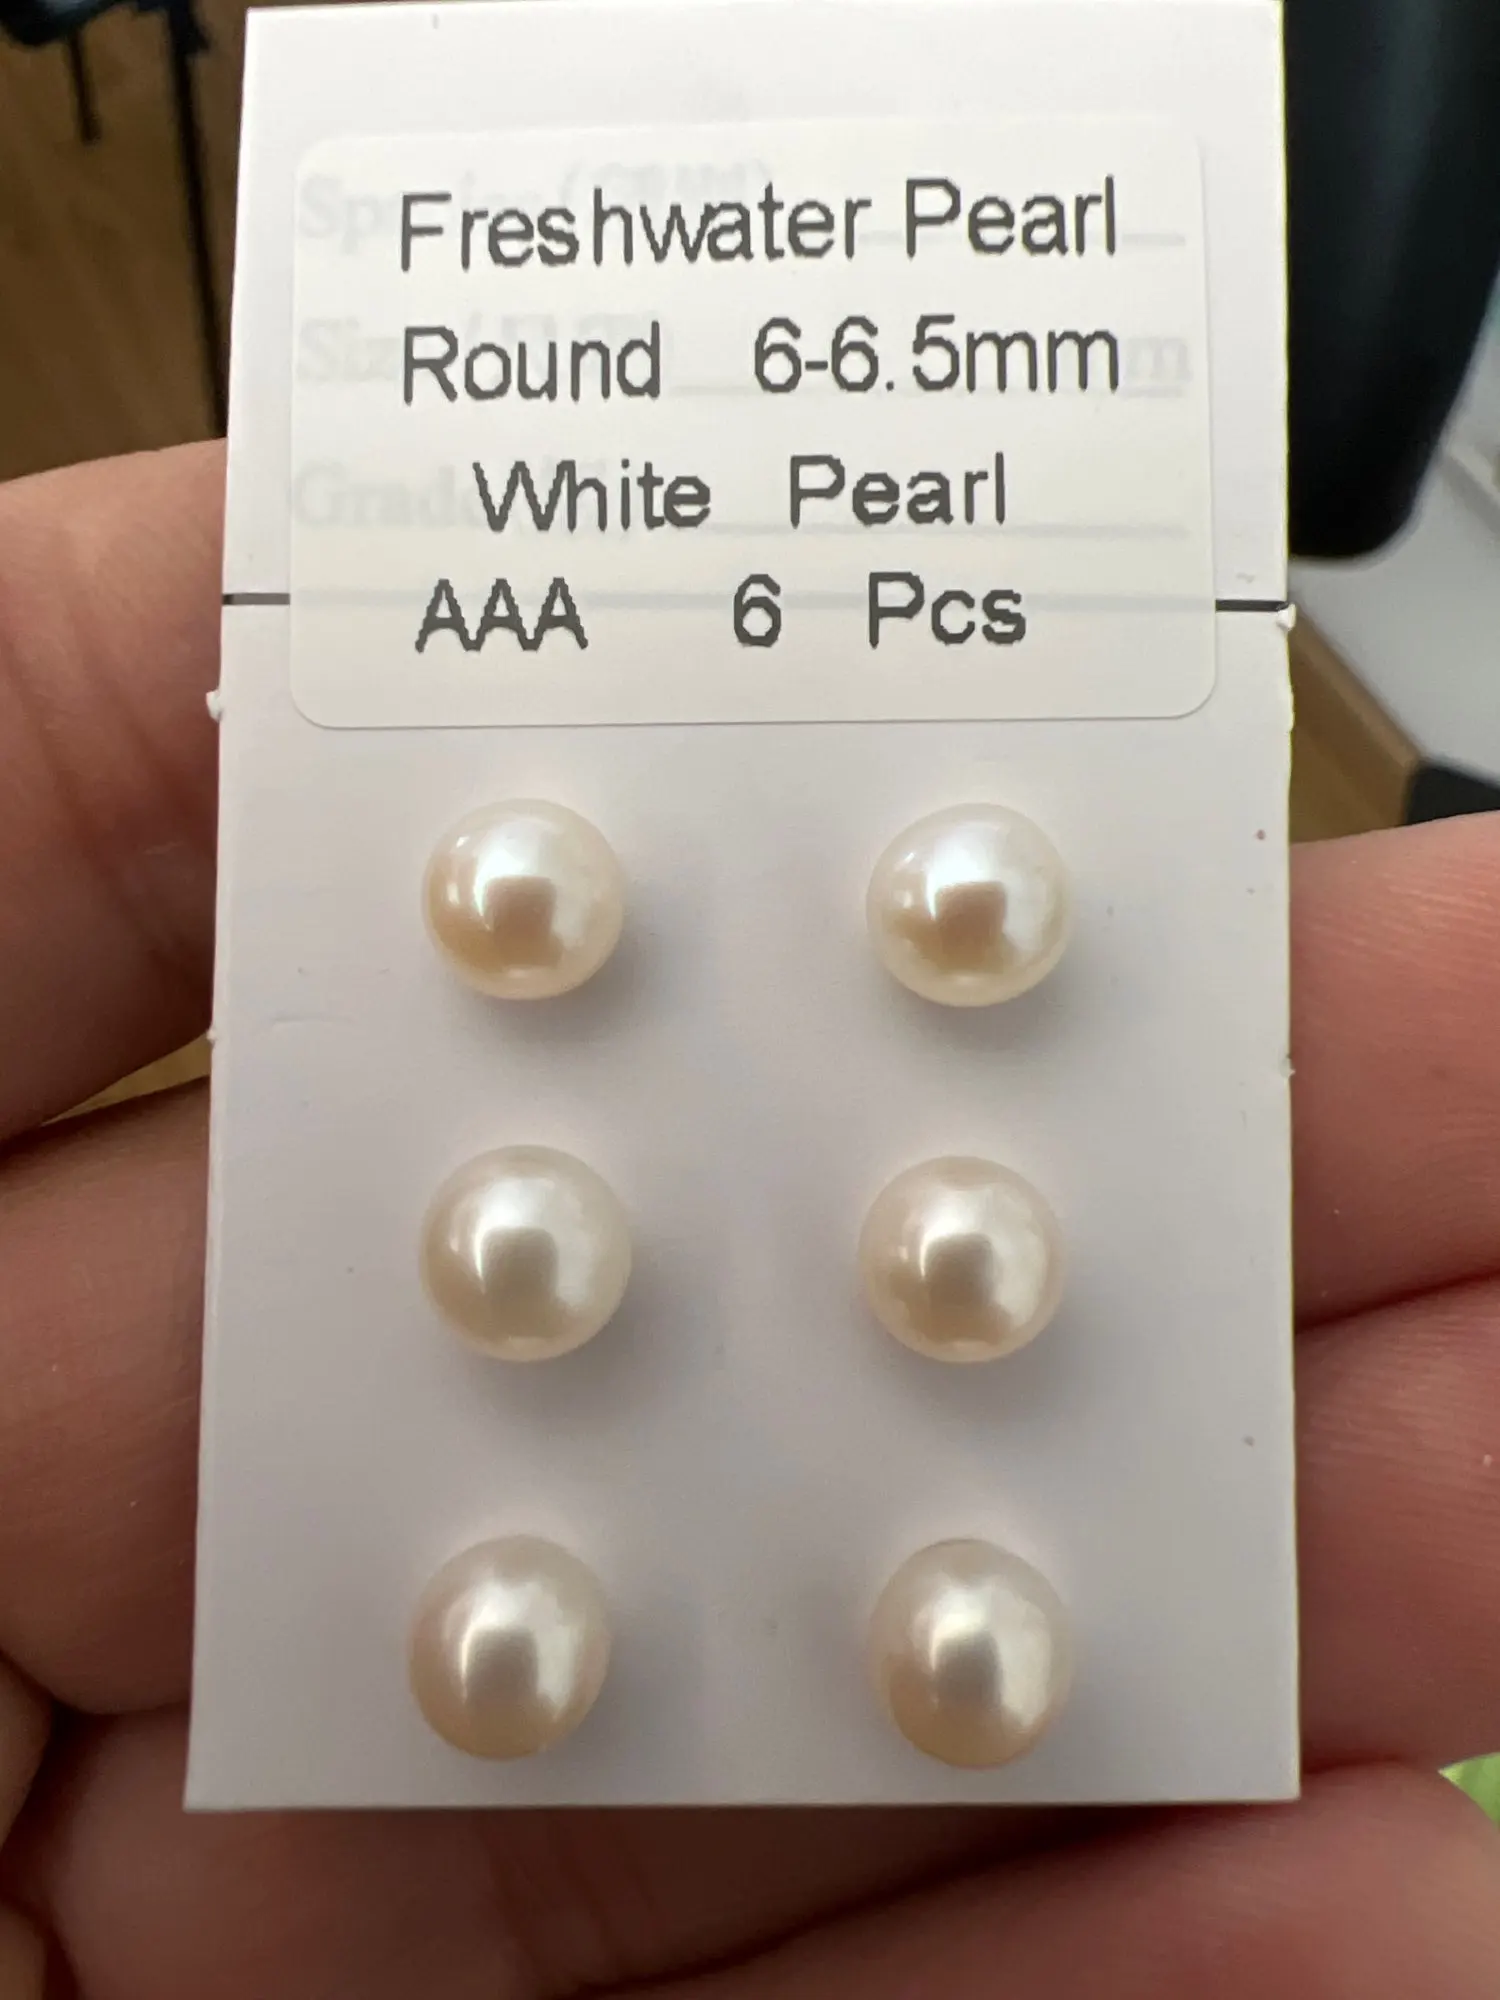 Freshwater Pearl
Round 6-6.5mm
White Pearl
AAA 6 Pcs